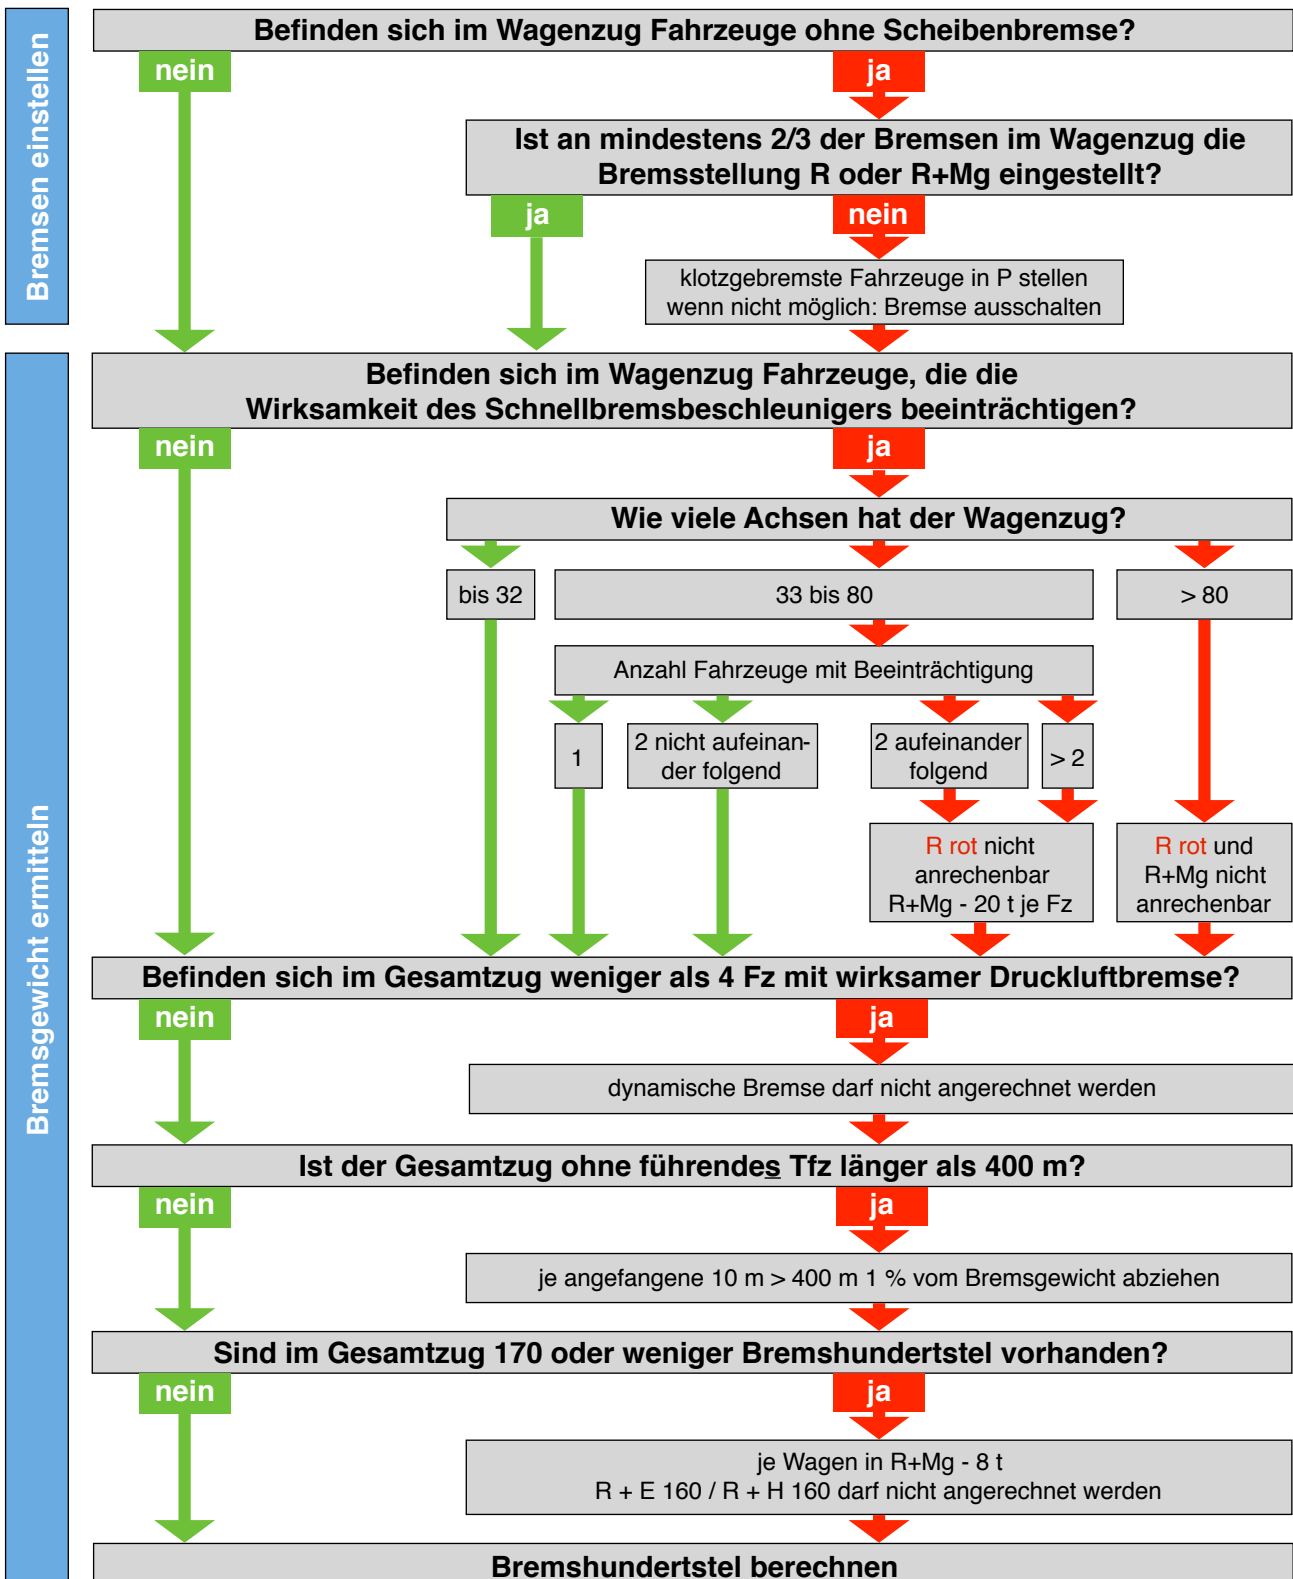 Bremsen einstellen
Befinden sich im Wagenzug Fahrzeuge ohne Scheibenbremse?
nein
ja
Ist an mindestens 2/3 der Bremsen im Wagenzug die
Bremsstellung R oder R+Mg eingestellt?
ja
nein
klotzgebremste Fahrzeuge in P stellen
wenn nicht möglich: Bremse ausschalten
Bremsgewicht ermitteln
Befinden sich im Wagenzug Fahrzeuge, die die
Wirksamkeit des Schnellbremsbeschleunigers beeinträchtigen?
nein
ja
Wie viele Achsen hat der Wagenzug?
bis 32
33 bis 80
> 80
Anzahl Fahrzeuge mit Beeinträchtigung
1
2 nicht aufeinan-
der folgend
2 aufeinander
folgend
> 2
R rot nicht
anrechenbar
R+Mg - 20 t je Fz
R rot und
R+Mg nicht
anrechenbar
Befinden sich im Gesamtzug weniger als 4 Fz mit wirksamer Druckluftbremse?
nein
ja
dynamische Bremse darf nicht angerechnet werden
Ist der Gesamtzug ohne führendes Tfz länger als 400 m?
nein
ja
je angefangene 10 m > 400 m 1 % vom Bremsgewicht abziehen
Sind im Gesamtzug 170 oder weniger Bremshundertstel vorhanden?
nein
ja
je Wagen in R+Mg - 8 t
R + E 160 / R + H 160 darf nicht angerechnet werden
Bremshundertstel berechnen